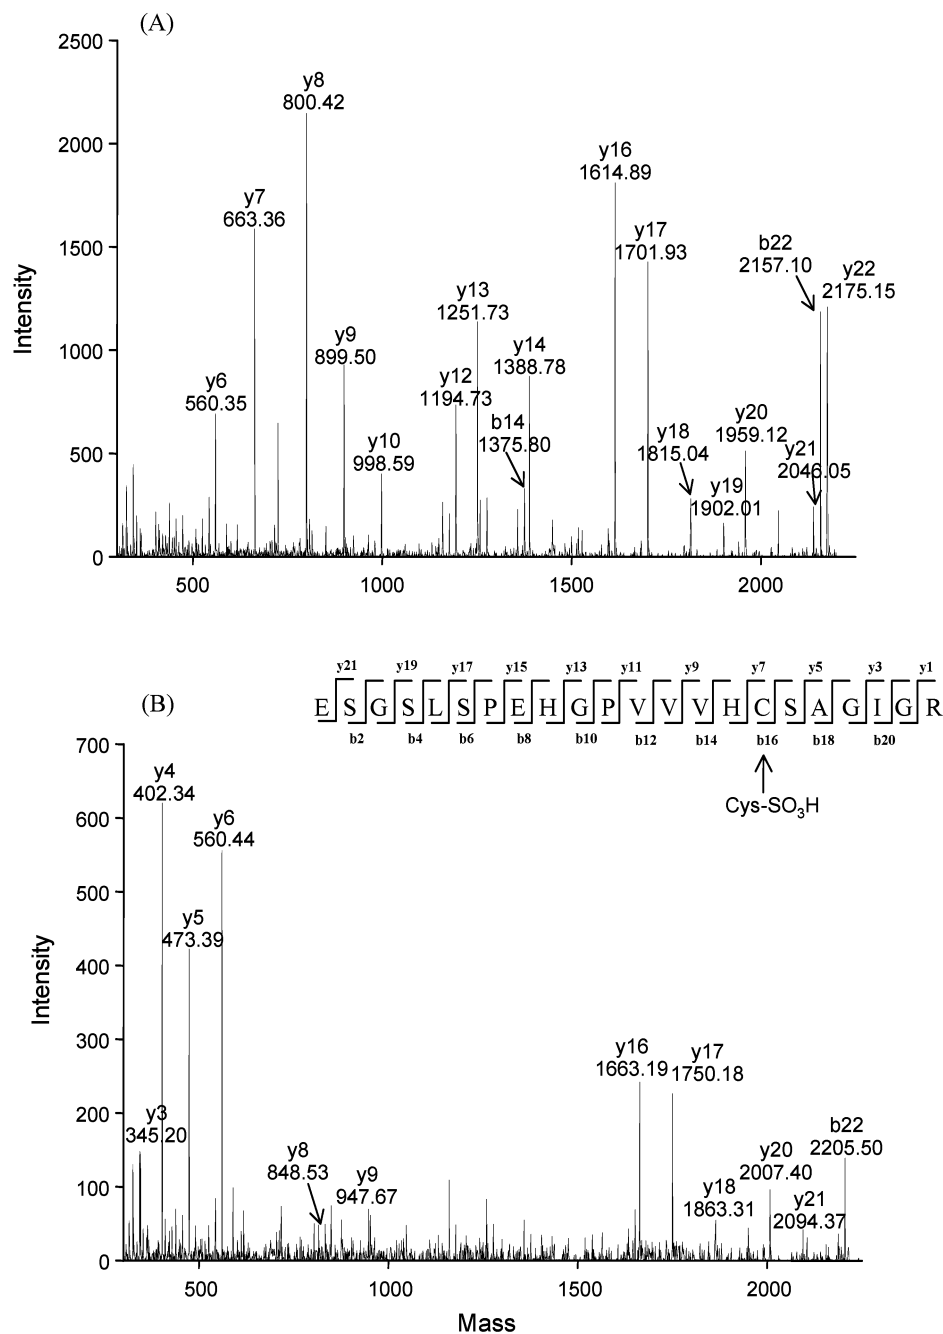 (A)
2500
2000
1500
1000
500
0
Intensity
y8
800.42
y7
663.36
y6
560.35
y9
899.50
y10
998.59
y12
1194.73
y13
1251.73
b14
1375.80
y14
1388.78
y16
1614.89
y17
1701.93
y18
1815.04
y19
1902.01
y20
1959.12
y21
2046.05
b22
2157.10
y22
2175.15
500 1000 1500 2000
(B)
y21 y19 y17 y15 y13 y11 y9 y7 y5 y3 y1
E S G S L S P E H G P V V V H C S A G I G R
b2 b4 b6 b8 b10 b12 b14 b16 b18 b20
Cys-SO3H
700
600
500
400
300
200
100
0
Intensity
y4
402.34
y6
560.44
y5
473.39
y3
345.20
y8
848.53
y9
947.67
y16
1663.19
y17
1750.18
y18
1863.31
y20
2007.40
y21
2094.37
b22
2205.50
500 1000 1500 2000
Mass